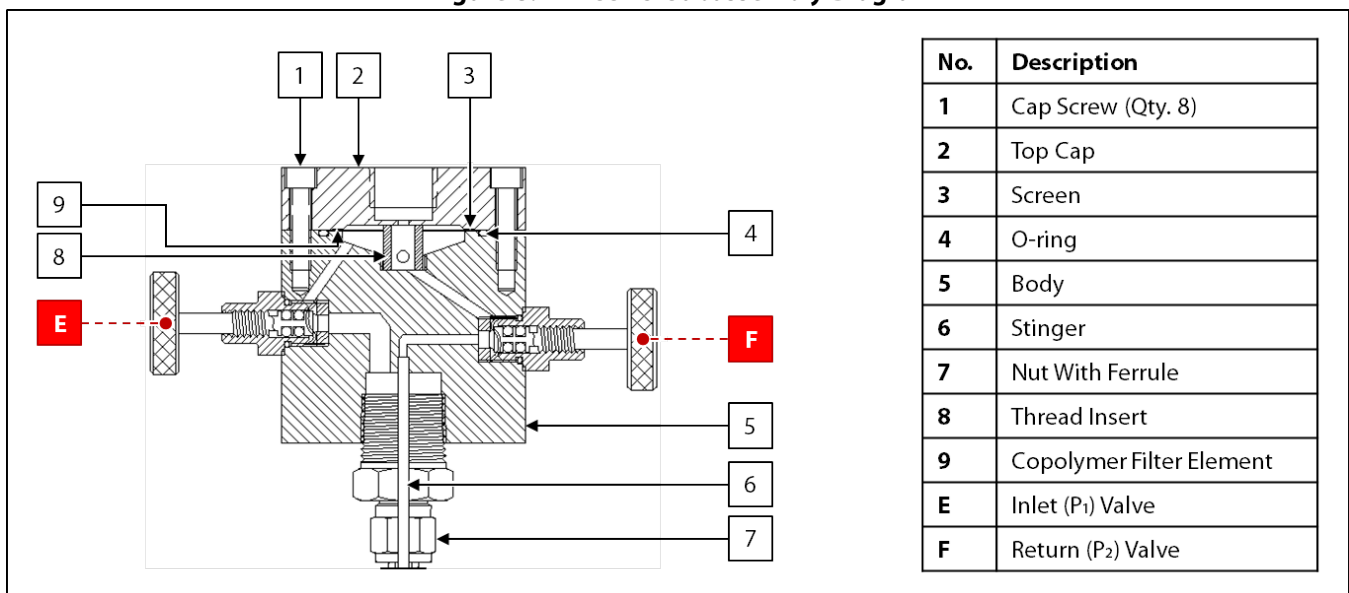 1
2
3
9
8
4
E
F
5
6
7
No. Description
1 Cap Screw (Qty. 8)
2 Top Cap
3 Screen
4 O-ring
5 Body
6 Stinger
7 Nut With Ferrule
8 Thread Insert
9 Copolymer Filter Element
E Inlet (P₁) Valve
F Return (P₂) Valve